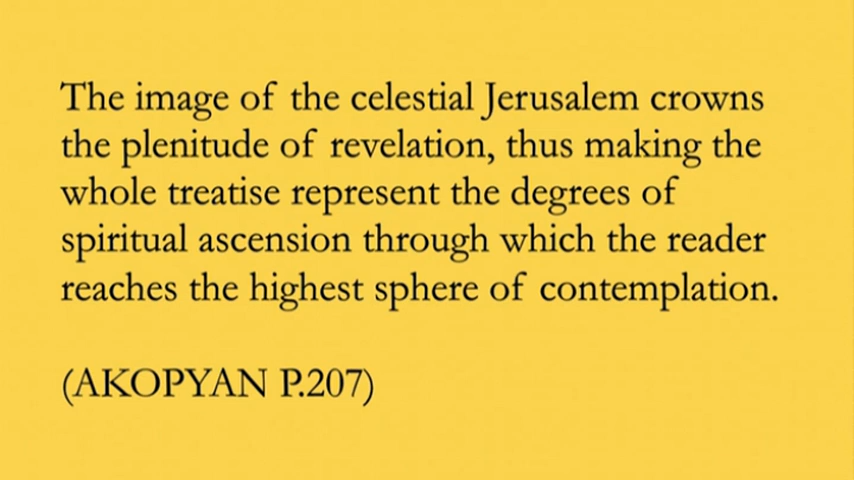 The image of the celestial Jerusalem crowns
the plenitude of revelation, thus making the
whole treatise represent the degrees of
spiritual ascension through which the reader
reaches the highest sphere of contemplation.
(AKOPYAN P.207)